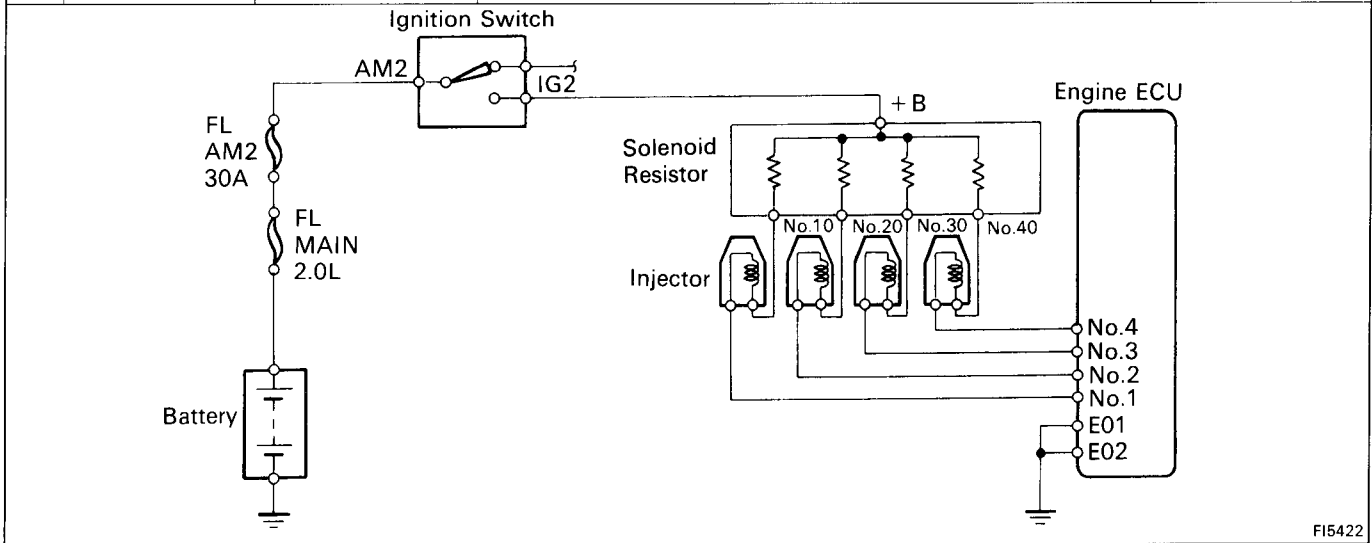 Ignition Switch
AM2
IG2
+B
Engine ECU
FL
AM2
30A
Solenoid
Resistor
FL
MAIN
2.0L
No.10
No.20
No.30
No.40
Injector
No.4
No.3
No.2
No.1
E01
E02
Battery
FI5422